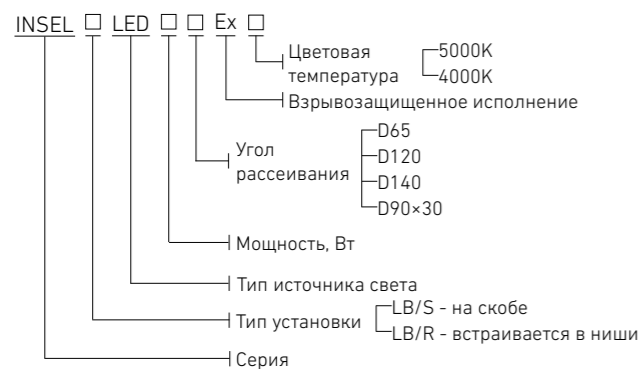 INSEL □ LED □ □ Ex □
Цветовая
температура
5000K
4000K
Взрывозащищенное исполнение
Угол
рассеивания
D65
D120
D140
D90×30
Мощность, Вт
Тип источника света
Тип установки
LB/S - на скобе
LB/R - встраивается в ниши
Серия